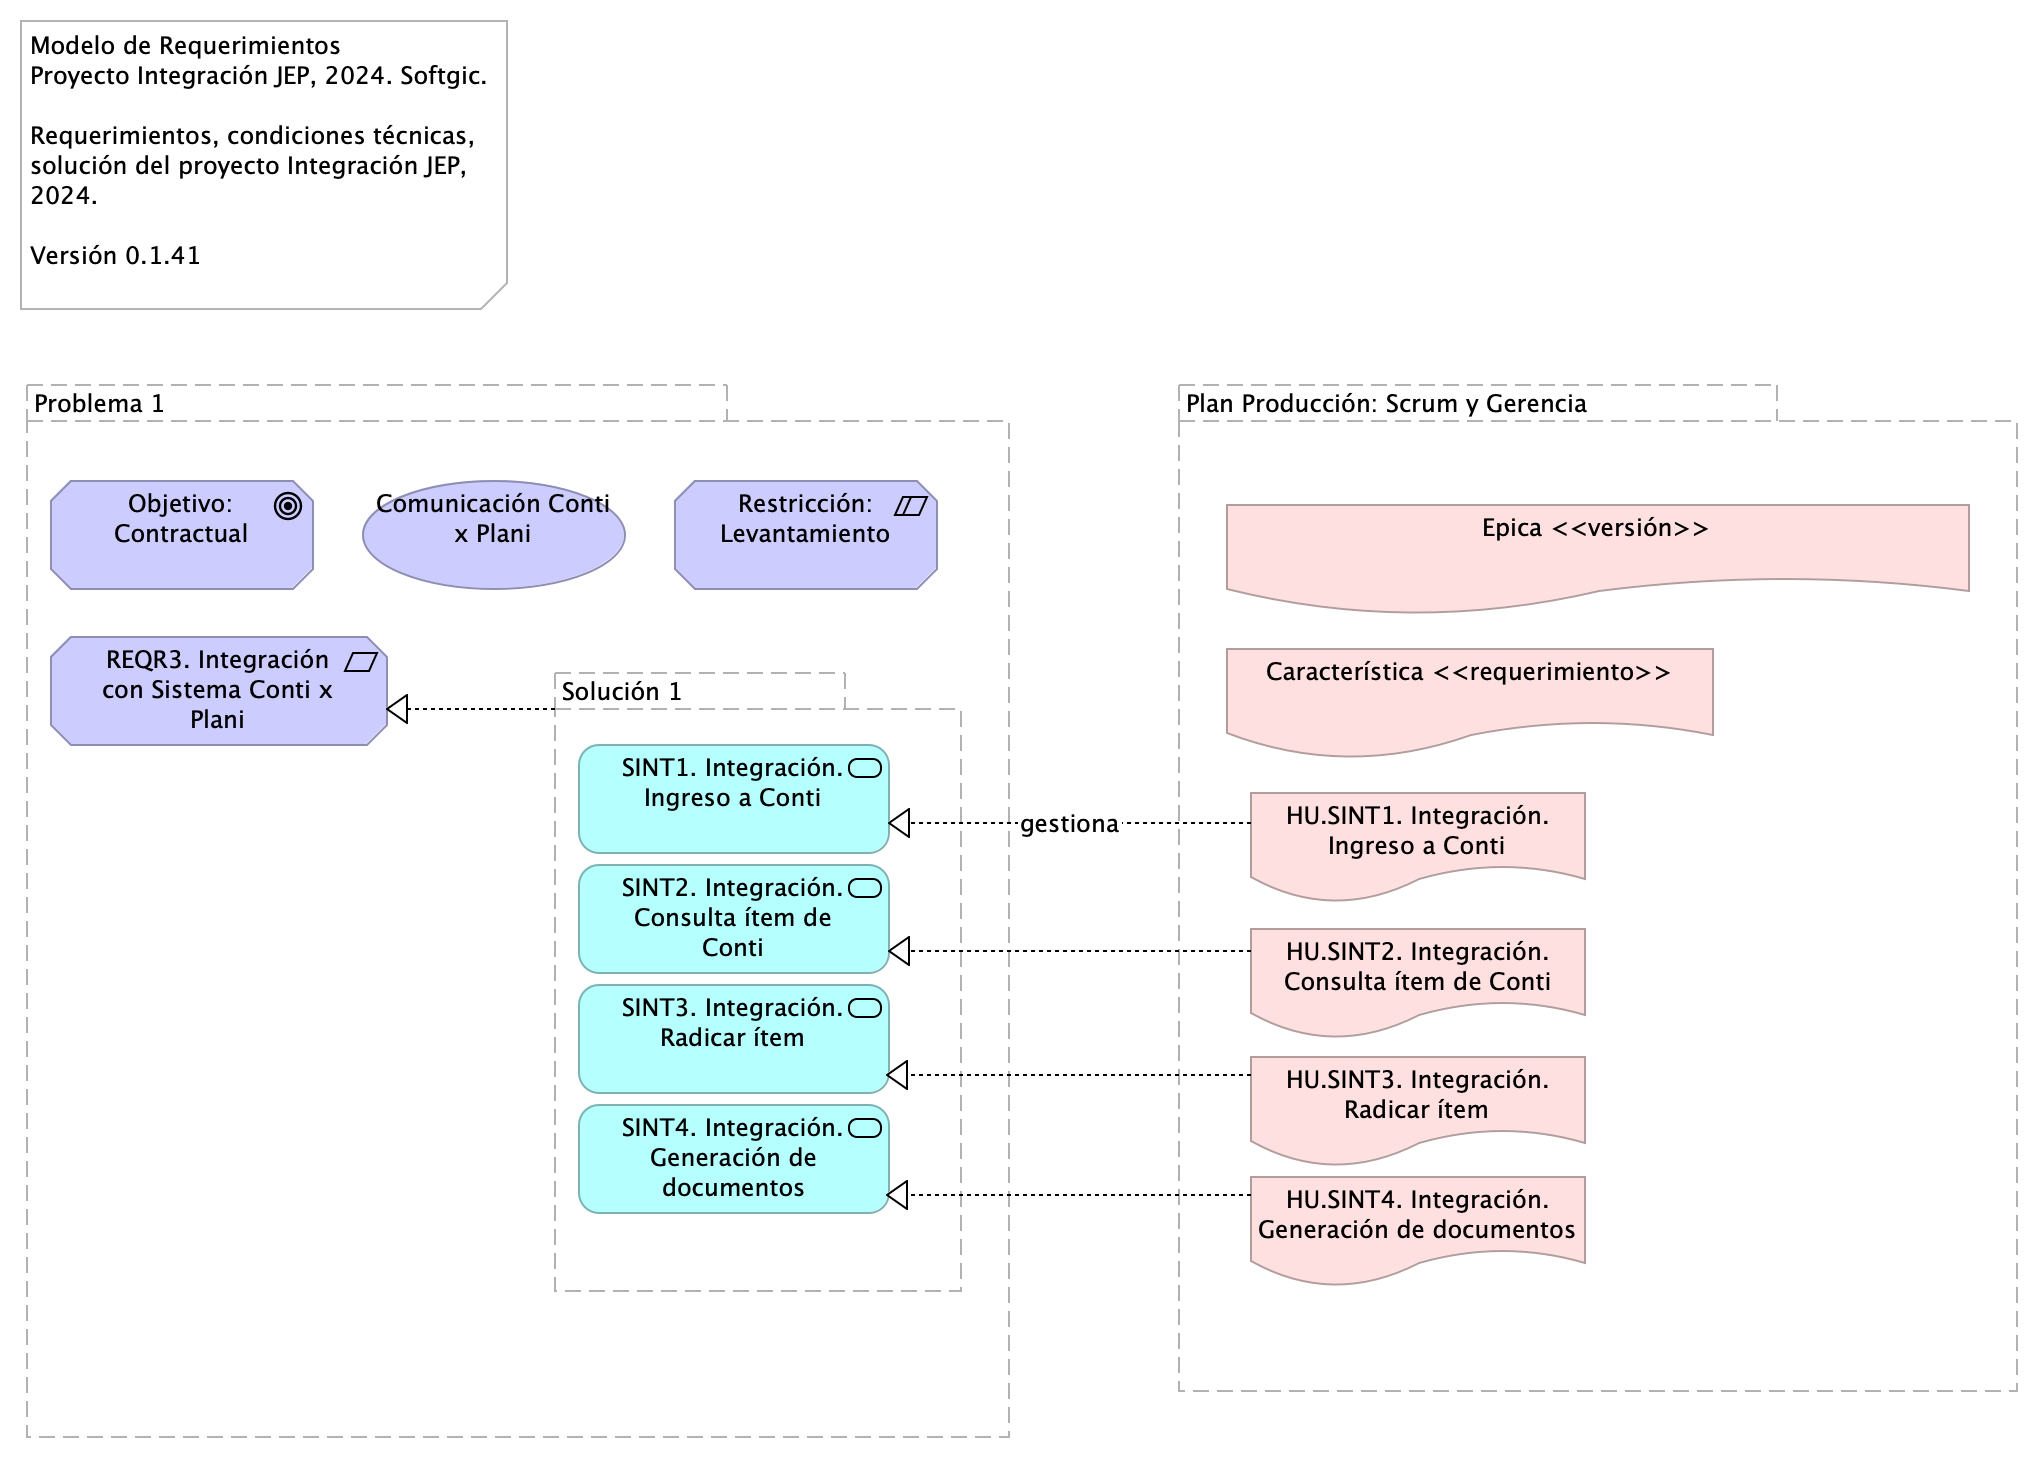 Modelo de Requerimientos
Proyecto Integración JEP, 2024. Softgic.
Requerimientos, condiciones técnicas,
solución del proyecto Integración JEP,
2024.
Versión 0.1.41
Problema 1
Objetivo:
Contractual
Comunicación Conti
x Plani
Restricción:
Levantamiento
REQR3. Integración
con Sistema Conti x
Plani
Solución 1
SINT1. Integración.
Ingreso a Conti
SINT2. Integración.
Consulta ítem de
Conti
SINT3. Integración.
Radicar ítem
SINT4. Integración.
Generación de
documentos
gestiona
Plan Producción: Scrum y Gerencia
Epica <<versión>>
Característica <<requerimiento>>
HU.SINT1. Integración.
Ingreso a Conti
HU.SINT2. Integración.
Consulta ítem de Conti
HU.SINT3. Integración.
Radicar ítem
HU.SINT4. Integración.
Generación de documentos